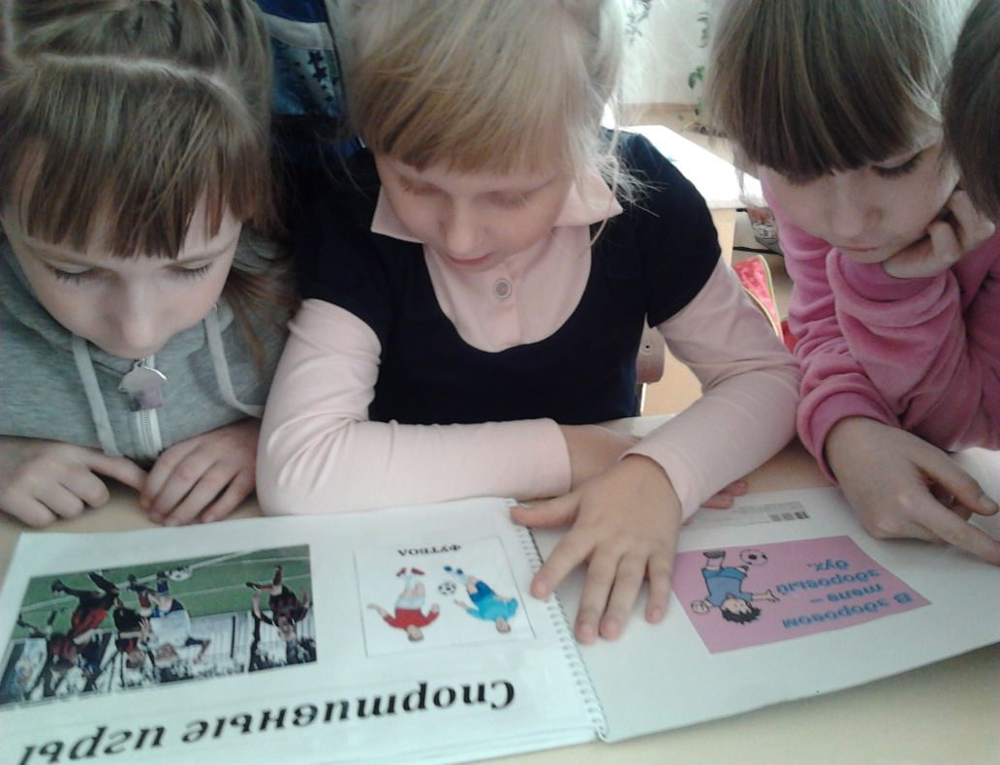 Спортивные игры
ФУТБОЛ
В здоровом
теле –
здоровый
дух.